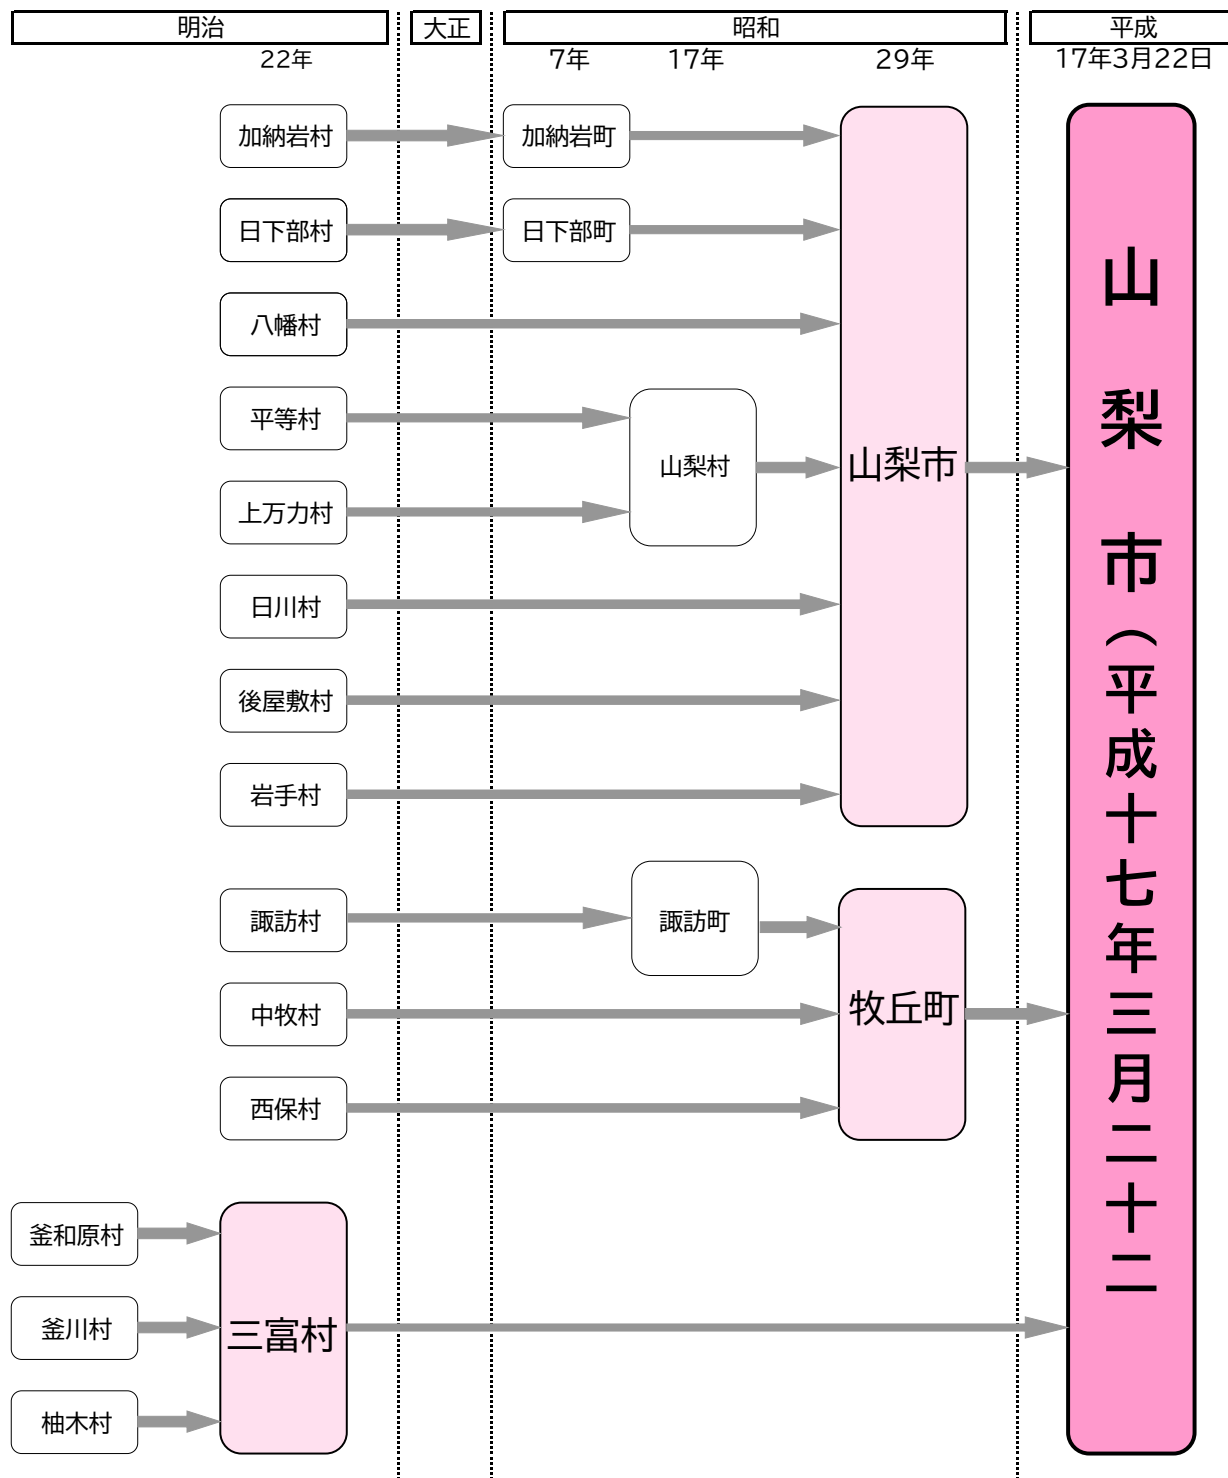 明治
大正
昭和
平成
22年
7年
17年
29年
17年3月22日
加納岩村
加納岩町
日下部村
日下部町
八幡村
平等村
上万力村
山梨村
日川村
後屋敷村
岩手村
山梨市
諏訪村
諏訪町
中牧村
西保村
牧丘町
釜和原村
釜川村
柚木村
三富村
山梨市（平成十七年三月二十二